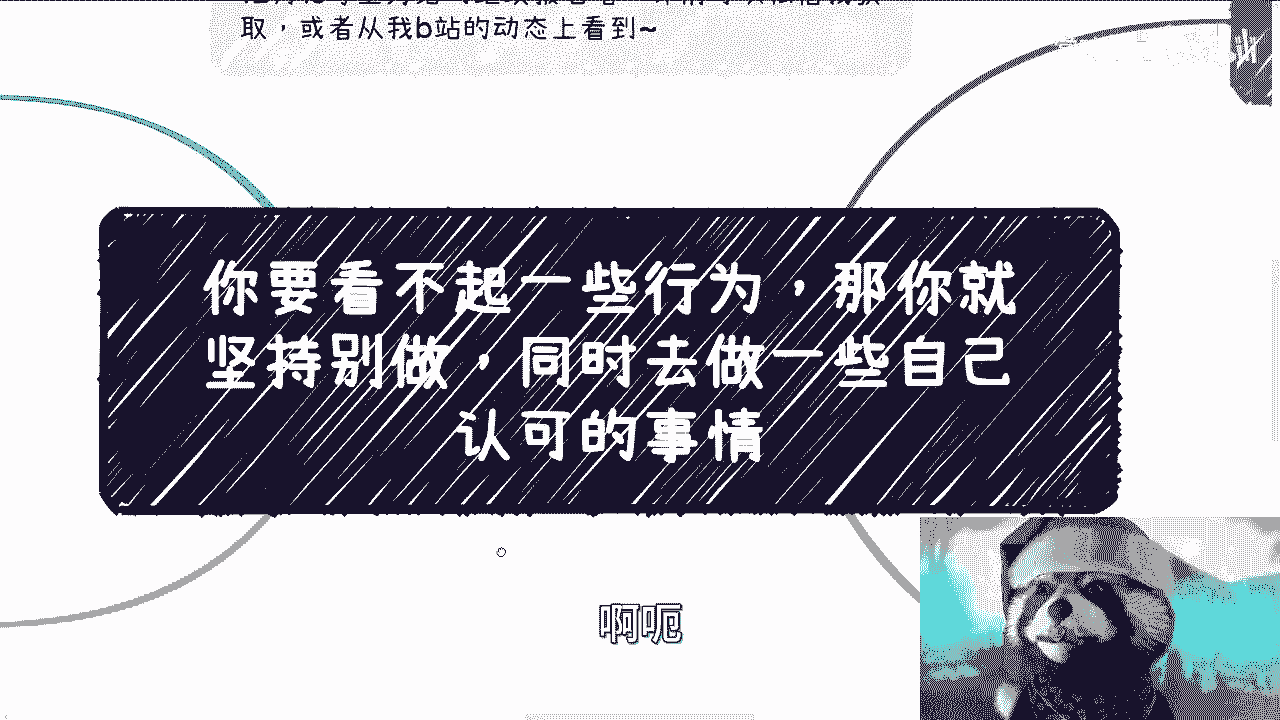 取，或者从我b站的动态上看到~
你要看不起一些行为，那你就
坚持别做，同时去做一些自己
认可的事情
啊呃